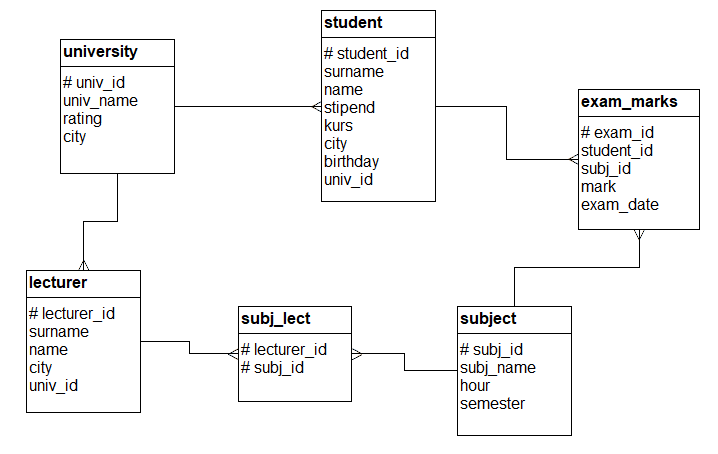 university
# univ_id
univ_name
rating
city
student
# student_id
surname
name
stipend
kurs
city
birthday
univ_id
exam_marks
# exam_id
student_id
subj_id
mark
exam_date
lecturer
# lecturer_id
surname
name
city
univ_id
subj_lect
# lecturer_id
# subj_id
subject
# subj_id
subj_name
hour
semester